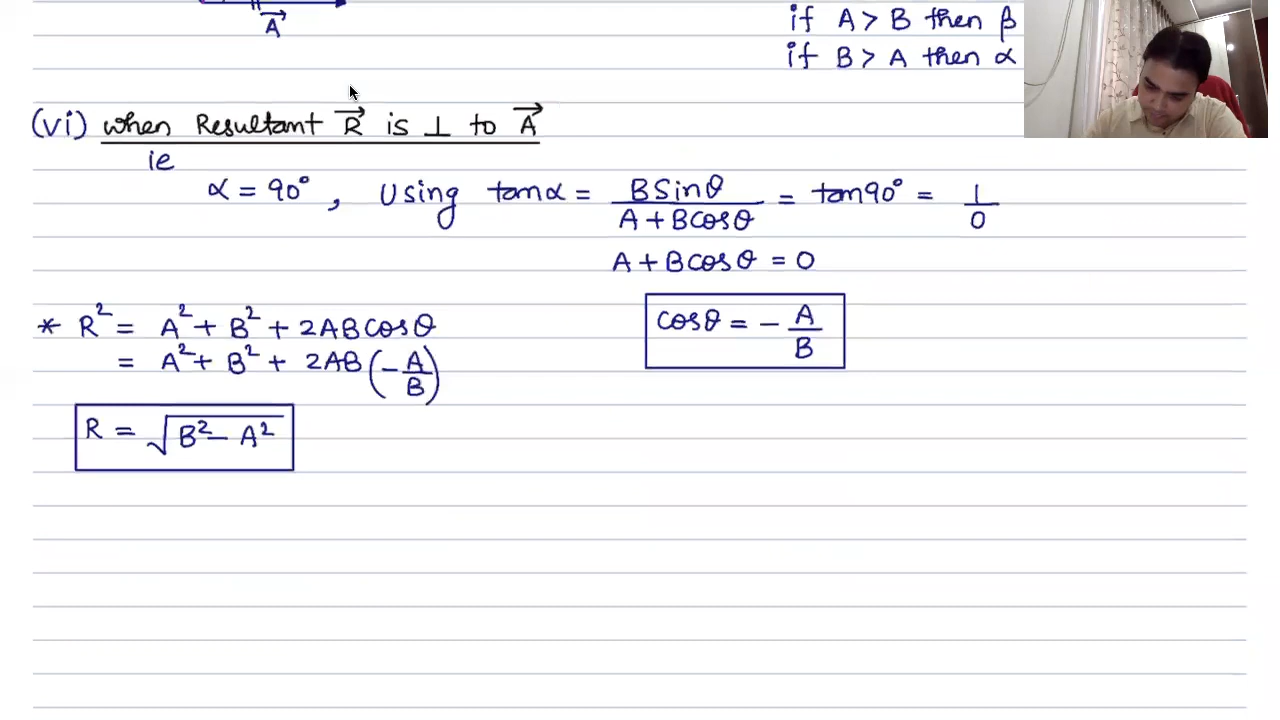 A⃗
if A > B then β
if B > A then α
(vi) when Resultant R⃗ is ⊥ to A⃗
ie
α = 90° , Using tanα = BSinθ / A + Bcosθ = tan90° = 1/0
A + Bcosθ = 0
* R² = A² + B² + 2ABcosθ
cosθ = - A/B
= A² + B² + 2AB (-A/B)
R = √B² - A²